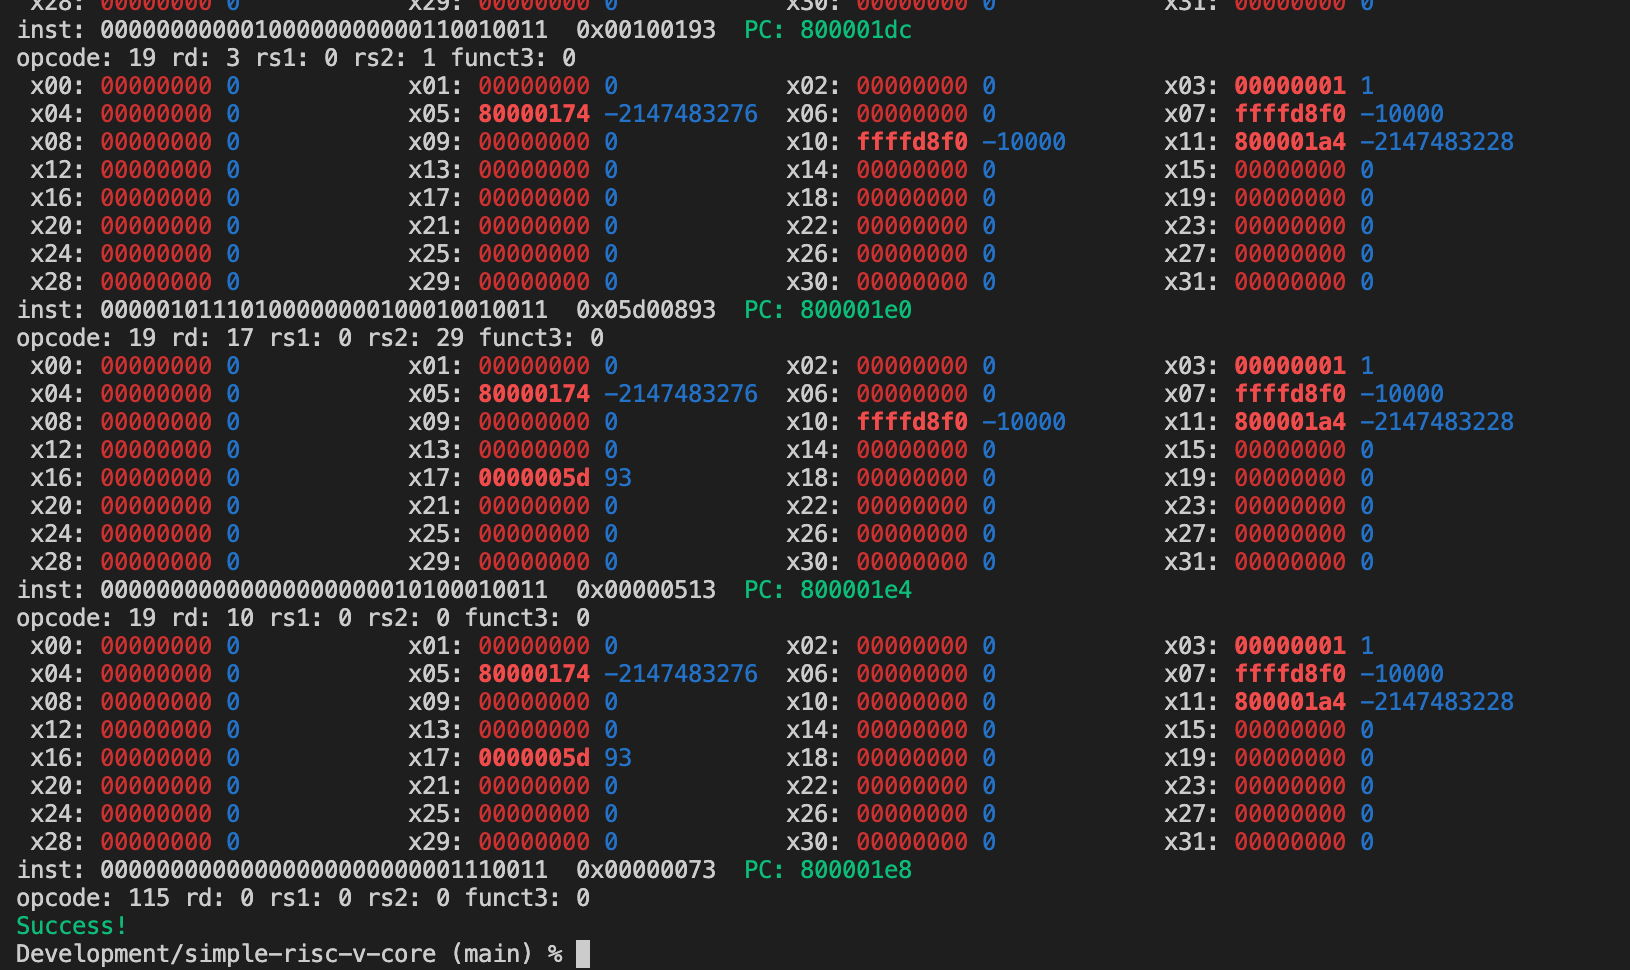 x28: 00000000 0 x29: 00000000 0 x30: 00000000 0 x31: 00000000 0
inst: 00000000000100000000000110010011 0x00100193 PC: 800001dc
opcode: 19 rd: 3 rs1: 0 rs2: 1 funct3: 0
x00: 00000000 0 x01: 00000000 0 x02: 00000000 0 x03: 00000001 1
x04: 00000000 0 x05: 80000174 -2147483276 x06: 00000000 0 x07: ffffd8f0 -10000
x08: 00000000 0 x09: 00000000 0 x10: ffffd8f0 -10000 x11: 800001a4 -2147483228
x12: 00000000 0 x13: 00000000 0 x14: 00000000 0 x15: 00000000 0
x16: 00000000 0 x17: 00000000 0 x18: 00000000 0 x19: 00000000 0
x20: 00000000 0 x21: 00000000 0 x22: 00000000 0 x23: 00000000 0
x24: 00000000 0 x25: 00000000 0 x26: 00000000 0 x27: 00000000 0
x28: 00000000 0 x29: 00000000 0 x30: 00000000 0 x31: 00000000 0
inst: 00000101110100000000100010010011 0x05d00893 PC: 800001e0
opcode: 19 rd: 17 rs1: 0 rs2: 29 funct3: 0
x00: 00000000 0 x01: 00000000 0 x02: 00000000 0 x03: 00000001 1
x04: 00000000 0 x05: 80000174 -2147483276 x06: 00000000 0 x07: ffffd8f0 -10000
x08: 00000000 0 x09: 00000000 0 x10: ffffd8f0 -10000 x11: 800001a4 -2147483228
x12: 00000000 0 x13: 00000000 0 x14: 00000000 0 x15: 00000000 0
x16: 00000000 0 x17: 0000005d 93 x18: 00000000 0 x19: 00000000 0
x20: 00000000 0 x21: 00000000 0 x22: 00000000 0 x23: 00000000 0
x24: 00000000 0 x25: 00000000 0 x26: 00000000 0 x27: 00000000 0
x28: 00000000 0 x29: 00000000 0 x30: 00000000 0 x31: 00000000 0
inst: 00000000000000000000010100010011 0x00000513 PC: 800001e4
opcode: 19 rd: 10 rs1: 0 rs2: 0 funct3: 0
x00: 00000000 0 x01: 00000000 0 x02: 00000000 0 x03: 00000001 1
x04: 00000000 0 x05: 80000174 -2147483276 x06: 00000000 0 x07: ffffd8f0 -10000
x08: 00000000 0 x09: 00000000 0 x10: 00000000 0 x11: 800001a4 -2147483228
x12: 00000000 0 x13: 00000000 0 x14: 00000000 0 x15: 00000000 0
x16: 00000000 0 x17: 0000005d 93 x18: 00000000 0 x19: 00000000 0
x20: 00000000 0 x21: 00000000 0 x22: 00000000 0 x23: 00000000 0
x24: 00000000 0 x25: 00000000 0 x26: 00000000 0 x27: 00000000 0
x28: 00000000 0 x29: 00000000 0 x30: 00000000 0 x31: 00000000 0
inst: 00000000000000000000000001110011 0x00000073 PC: 800001e8
opcode: 115 rd: 0 rs1: 0 rs2: 0 funct3: 0
Success!
Development/simple-risc-v-core (main) %